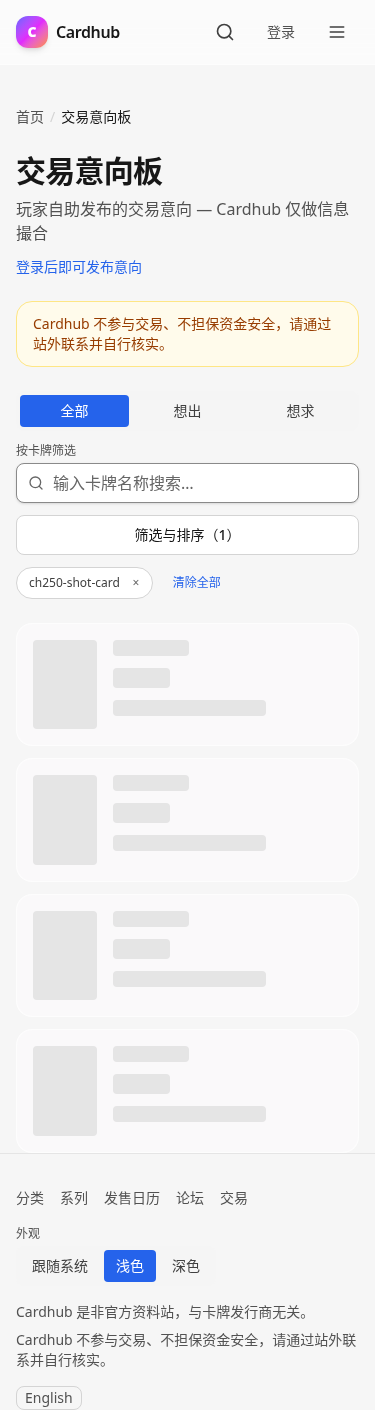 C Cardhub 登录
首页 / 交易意向板
交易意向板
玩家自助发布的交易意向 — Cardhub 仅做信息
撮合
登录后即可发布意向
Cardhub 不参与交易、不担保资金安全，请通过
站外联系并自行核实。
全部 想出 想求
按卡牌筛选
输入卡牌名称搜索...
筛选与排序（1）
ch250-shot-card × 清除全部
分类 系列 发售日历 论坛 交易
外观
跟随系统 浅色 深色
Cardhub 是非官方资料站，与卡牌发行商无关。
Cardhub 不参与交易、不担保资金安全，请通过站外联
系并自行核实。
English